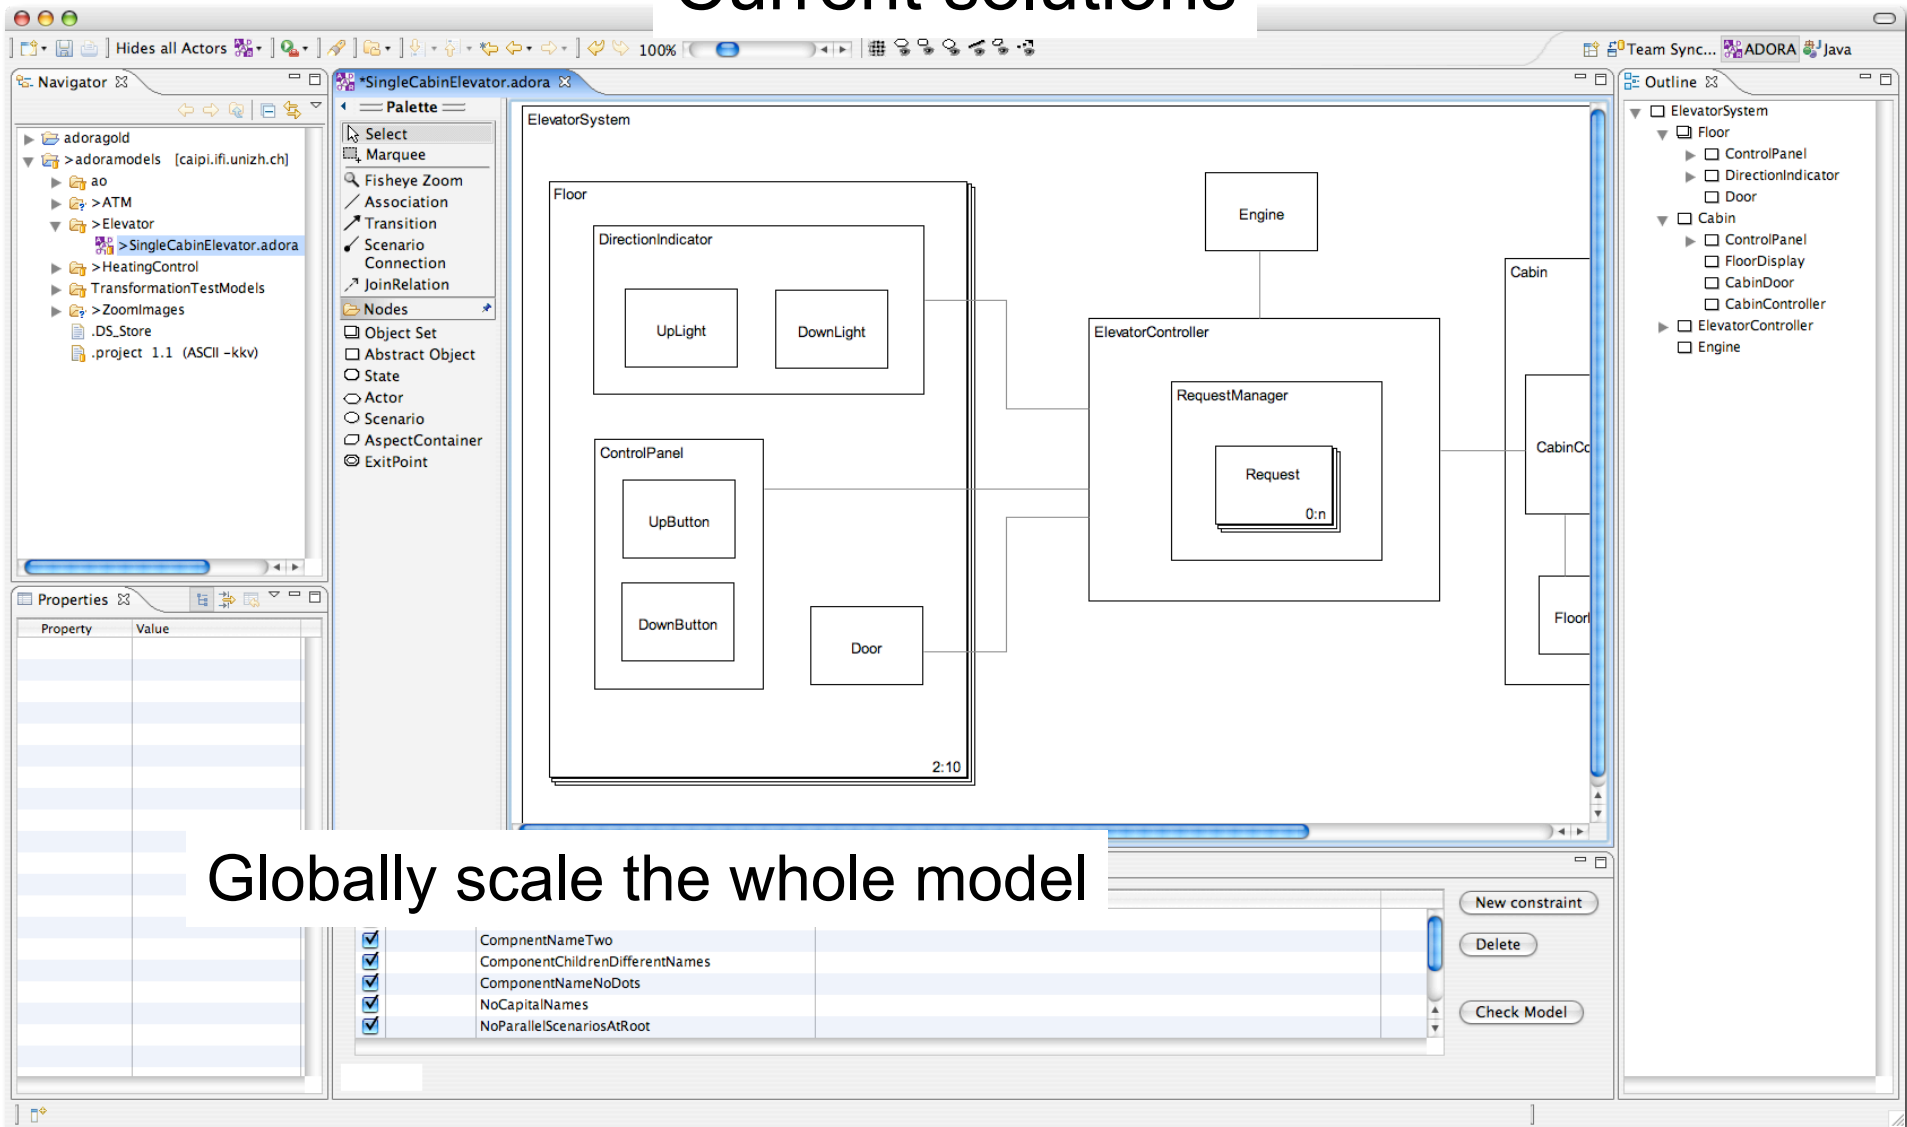 Current solutions
Hides all Actors
100%
Team Sync... ADORA Java
Navigator
adoragold
>adoramodels [caipi.ifi.unizh.ch]
ao
>ATM
>Elevator
>SingleCabinElevator.adora
>HeatingControl
TransformationTestModels
>ZoomImages
.DS_Store
.project 1.1 (ASCII -kkv)
Properties
Property Value
*SingleCabinElevator.adora
Palette
Select
Marquee
Fisheye Zoom
Association
Transition
Scenario
Connection
JoinRelation
Nodes
Object Set
Abstract Object
State
Actor
Scenario
AspectContainer
ExitPoint
ElevatorSystem
Floor
DirectionIndicator
UpLight
DownLight
ControlPanel
UpButton
DownButton
Door
2:10
Engine
ElevatorController
RequestManager
Request
0:n
Cabin
CabinCo
Floor
Outline
ElevatorSystem
Floor
ControlPanel
DirectionIndicator
Door
Cabin
ControlPanel
FloorDisplay
CabinDoor
CabinController
ElevatorController
Engine
Globally scale the whole model
CompnentNameTwo
ComponentChildrenDifferentNames
ComponentNameNoDots
NoCapitalNames
NoParallelScenariosAtRoot
New constraint
Delete
Check Model